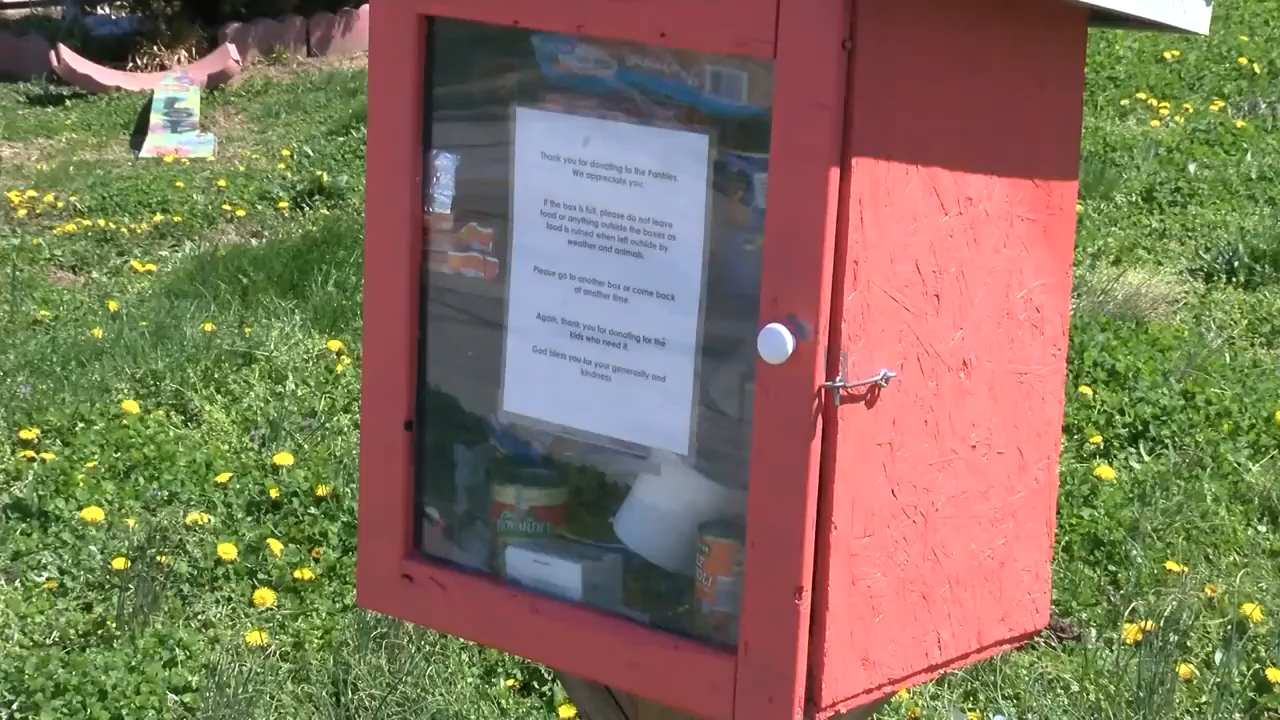 Thank you for donating to the Pantries.
We appreciate you.
If the box is full, please do not leave
food or anything outside the boxes as
food is ruined when left outside by
weather and animals.
Please go to another box or come back
at another time.
Again, thank you for donating for the
kids who need it.
God bless you for your generosity and
kindness